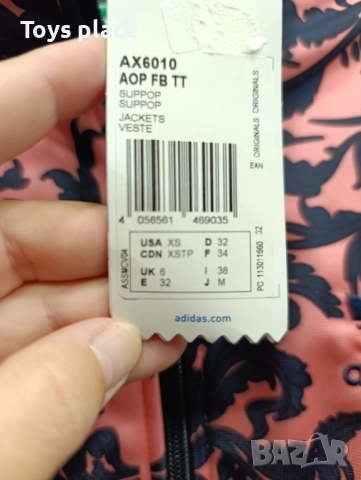 Toys place
AX6010
AOP FB TT
SUPPOP
SUPPOP
JACKETS
VESTE
ORIGINALS ORIGINALS
EAN
4 056561 469035
USA XS D 32
CDN XSTP F 34
UK 6 I 38
E 32 J M
ASSMCV04
PC 113011660 32
adidas.com
BAZAR